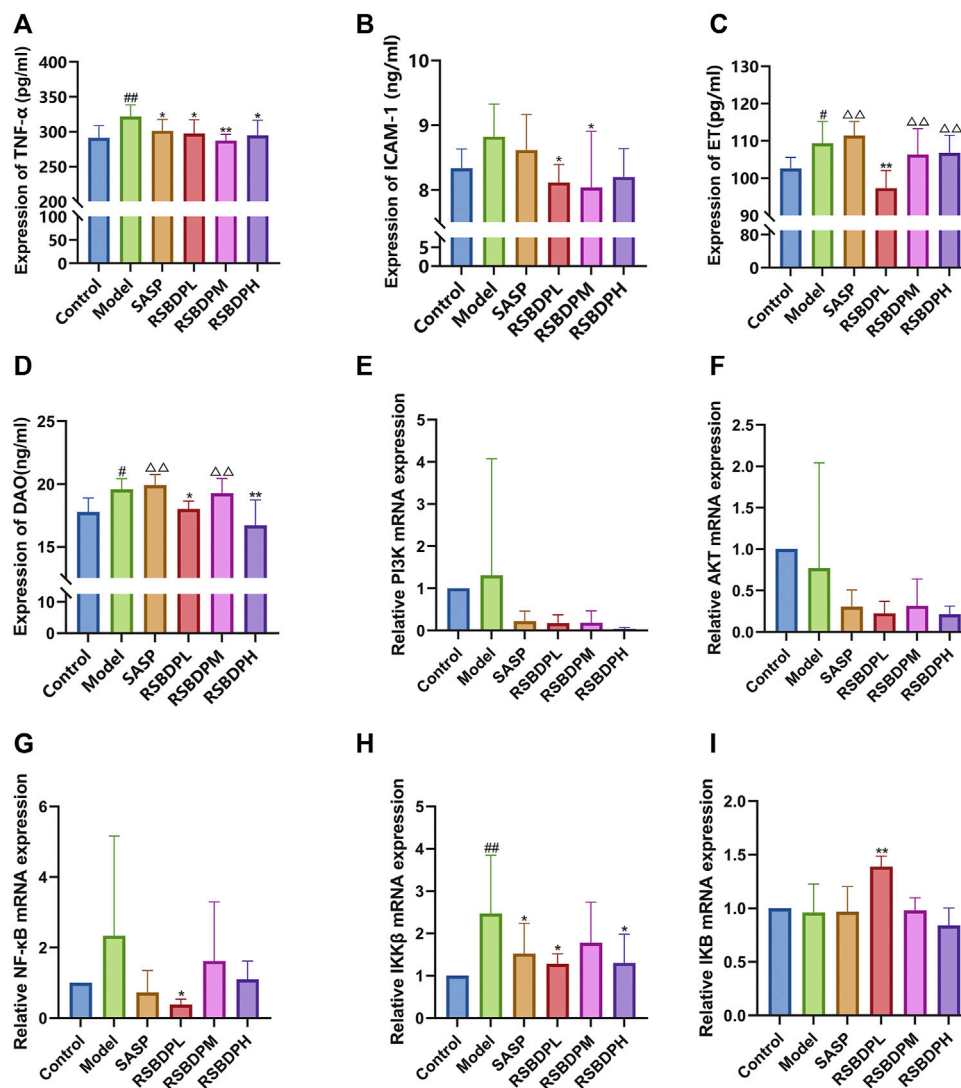 A
Expression of TNF-α (pg/ml)
400
350
300
250
200
100
50
0
##
*
*
**
*
Control
Model
SASP
RSBDPL
RSBDPM
RSBDPH
B
Expression of ICAM-1 (ng/ml)
10
8
5
0
*
*
Control
Model
SASP
RSBDPL
RSBDPM
RSBDPH
C
Expression of ET(pg/ml)
130
120
110
100
90
80
0
#
△△
**
△△
△△
Control
Model
SASP
RSBDPL
RSBDPM
RSBDPH
D
Expression of DAO(ng/ml)
25
20
15
10
0
#
△△
*
△△
**
Control
Model
SASP
RSBDPL
RSBDPM
RSBDPH
E
Relative PI3K mRNA expression
5
4
3
2
1
0
Control
Model
SASP
RSBDPL
RSBDPM
RSBDPH
F
Relative AKT mRNA expression
2.5
2.0
1.5
1.0
0.5
0.0
Control
Model
SASP
RSBDPL
RSBDPM
RSBDPH
G
Relative NF-κB mRNA expression
6
4
2
0
*
Control
Model
SASP
RSBDPL
RSBDPM
RSBDPH
H
Relative IKKβ mRNA expression
5
4
3
2
1
0
##
*
*
*
Control
Model
SASP
RSBDPL
RSBDPM
RSBDPH
I
Relative IKB mRNA expression
2.0
1.5
1.0
0.5
0.0
**
Control
Model
SASP
RSBDPL
RSBDPM
RSBDPH